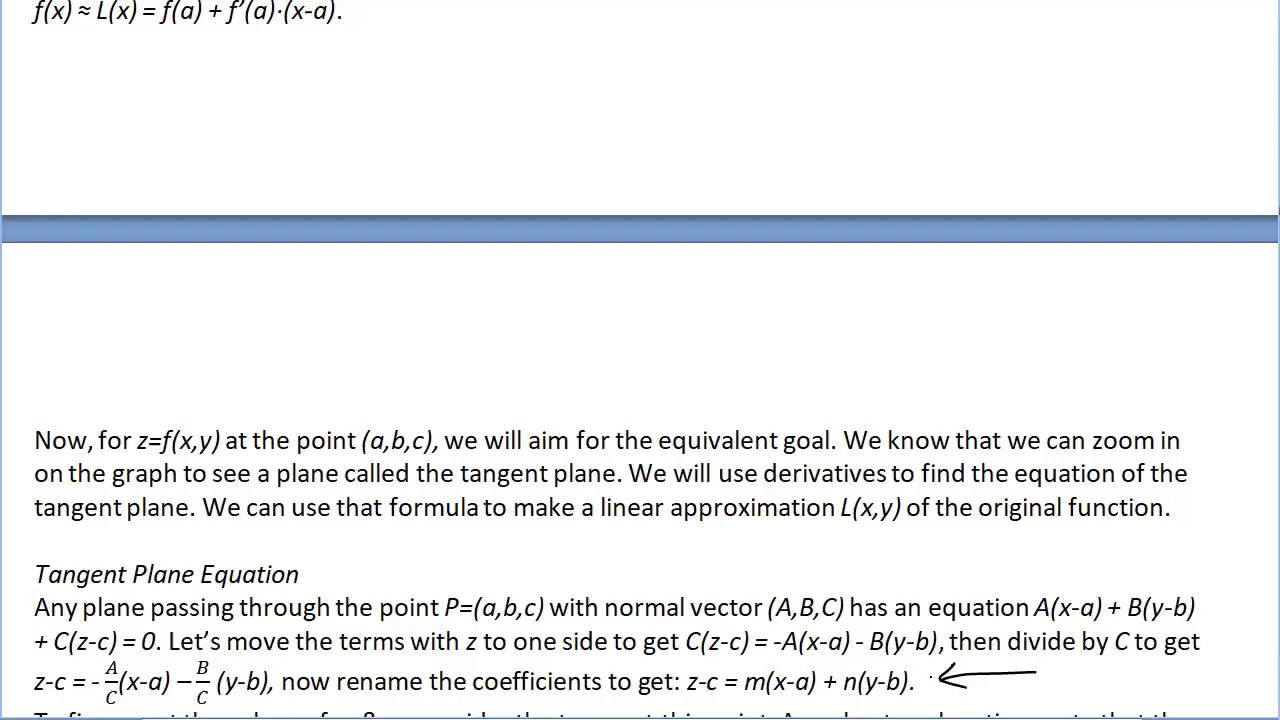 f(x) ≈ L(x) = f(a) + f’(a)·(x-a).
Now, for z=f(x,y) at the point (a,b,c), we will aim for the equivalent goal. We know that we can zoom in
on the graph to see a plane called the tangent plane. We will use derivatives to find the equation of the
tangent plane. We can use that formula to make a linear approximation L(x,y) of the original function.
Tangent Plane Equation
Any plane passing through the point P=(a,b,c) with normal vector (A,B,C) has an equation A(x-a) + B(y-b)
+ C(z-c) = 0. Let’s move the terms with z to one side to get C(z-c) = -A(x-a) - B(y-b), then divide by C to get
z-c = - A/C (x-a) − B/C (y-b), now rename the coefficients to get: z-c = m(x-a) + n(y-b).